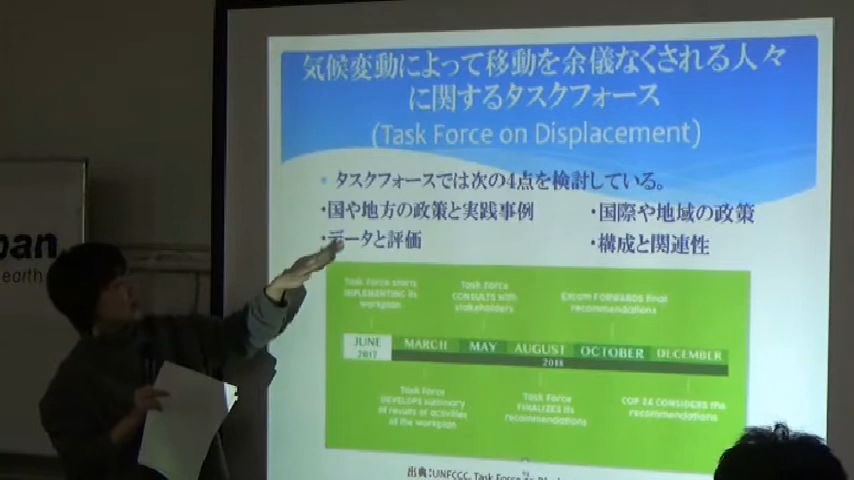 気候変動によって移動を余儀なくされる人々
に関するタスクフォース
(Task Force on Displacement)
タスクフォースでは次の4点を検討している。
・国や地方の政策と実践事例
・国際や地域の政策
・データと評価
・構成と関連性
Task Force starts
IMPLEMENTING its
workplan
Task Force
CONSULTS with
stakeholders
Excom FORWARDS final
recommendations
JUNE
2017
MARCH
MAY
AUGUST
OCTOBER
DECEMBER
2018
Task Force
DEVELOPS summary
of results of activities
of the workplan
Task Force
FINALIZES its
recommendations
COP 24 CONSIDERS the
recommendations
出典:UNFCCC, Task Force on
pan
earth